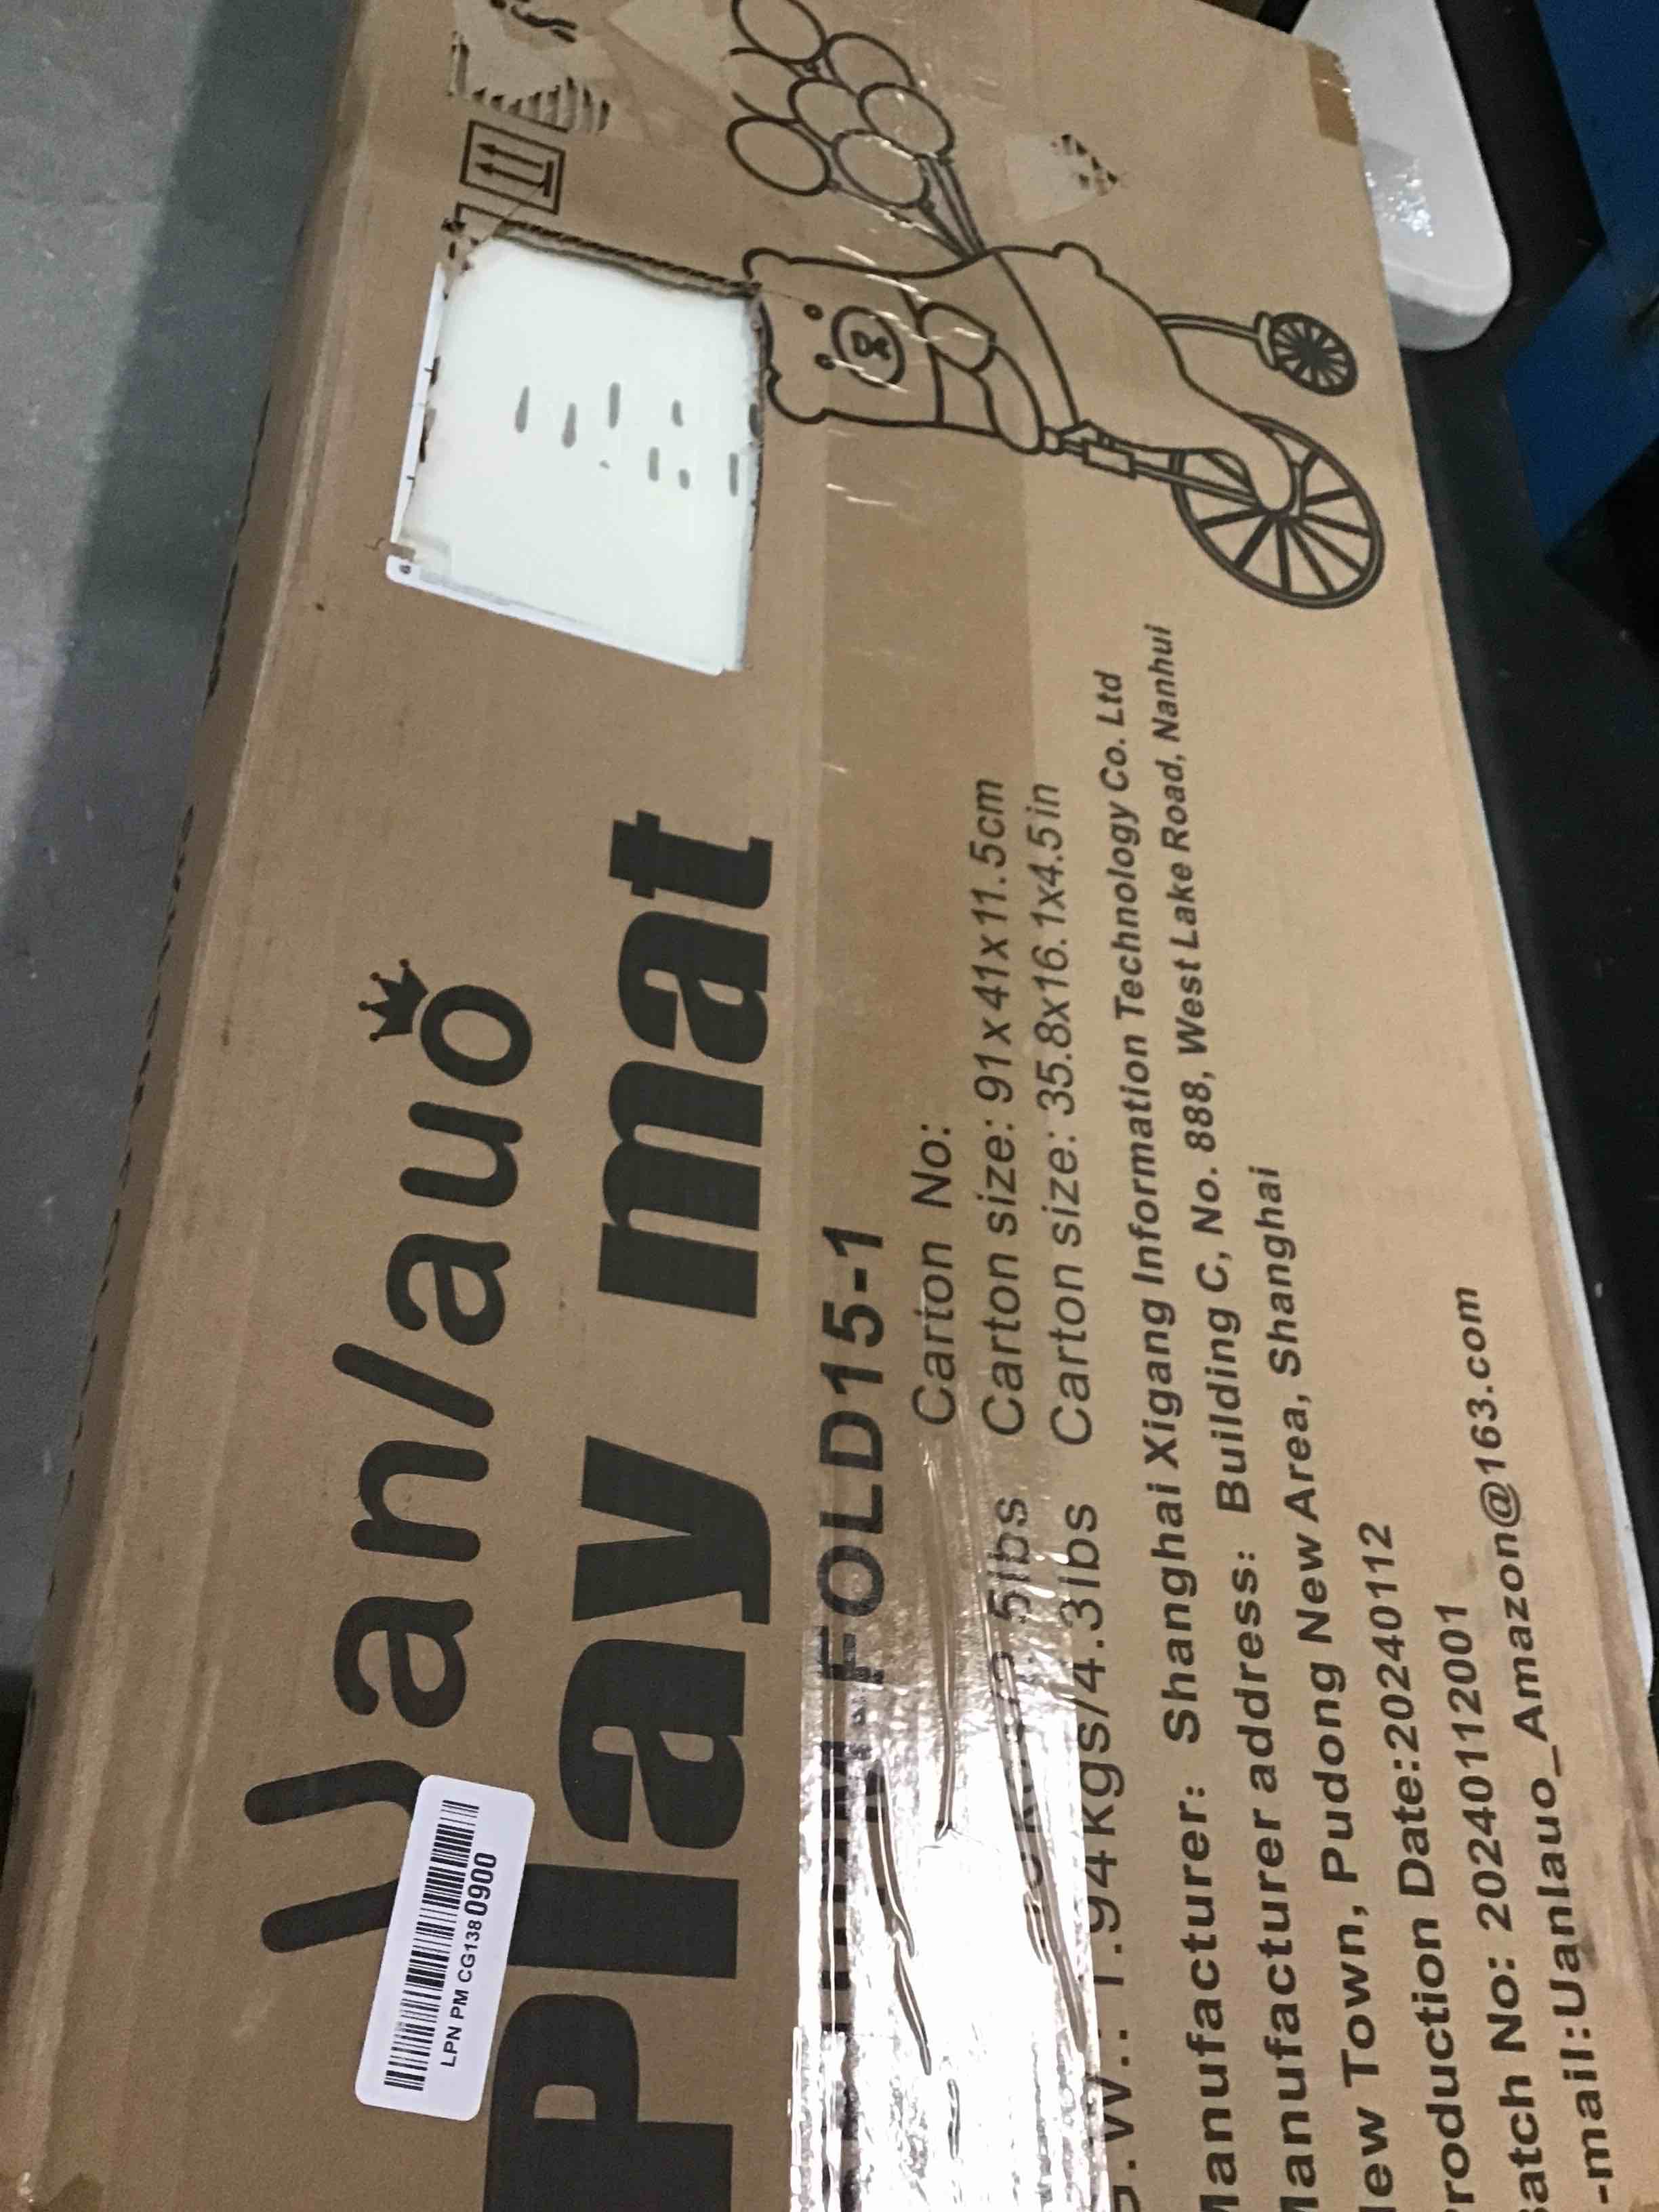 Uanlauo
Play mat
FOLD15-1
Carton No:
5lbs Carton size: 91x41x11.5cm
.W.: 1.94kgs/4.3lbs Carton size: 35.8x16.1x4.5in
Manufacturer: Shanghai Xigang Information Technology Co. Ltd
Manufacturer address: Building C, No. 888, West Lake Road, Nanhui
New Town, Pudong New Area, Shanghai
Production Date:20240112
Batch No: 20240112001
-mail:Uanlauo_Amazon@163.com
LPN PM CG138 0900